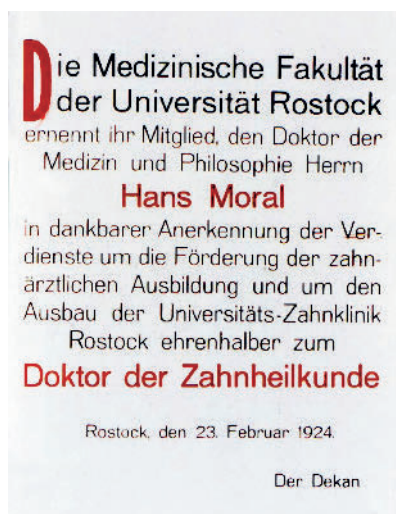 Die Medizinische Fakultät
der Universität Rostock
ernennt ihr Mitglied, den Doktor der
Medizin und Philosophie Herrn
Hans Moral
in dankbarer Anerkennung der Ver-
dienste um die Förderung der zahn-
ärztlichen Ausbildung und um den
Ausbau der Universitäts-Zahnklinik
Rostock ehrenhalber zum
Doktor der Zahnheilkunde
Rostock, den 23. Februar 1924.
Der Dekan